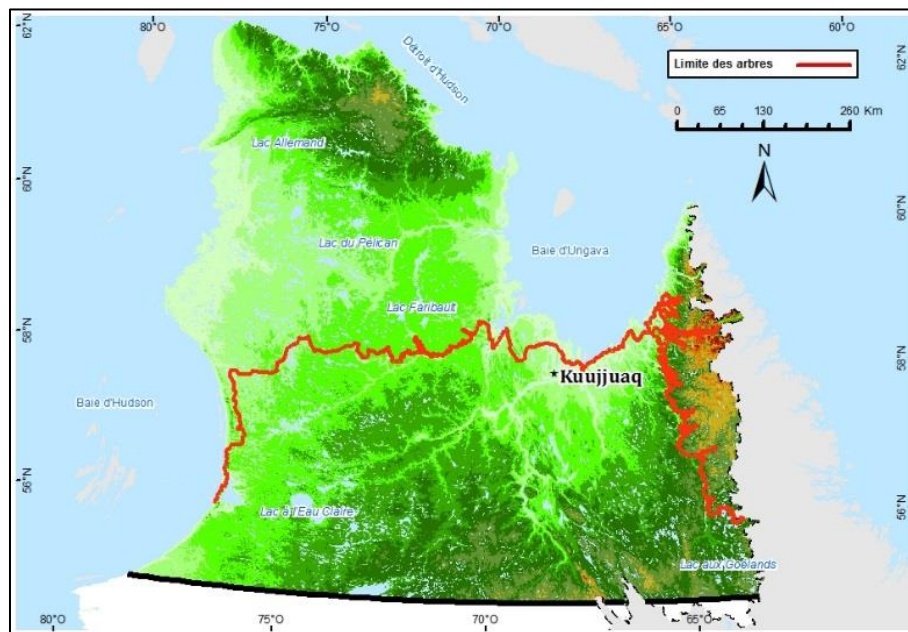 80°O 75°O 70°O 65°O 60°O
62°N
62°N
Détroit d'Hudson
Limite des arbres
0 65 130 260 Km
N
Lac Allemand
60°N
60°N
Lac du Pélican
Baie d'Ungava
Lac Faribault
58°N
58°N
Kuujjuaq
Baie d'Hudson
56°N
56°N
Lac à l'Eau Claire
Lac aux Goélands
80°O 75°O 70°O 65°O